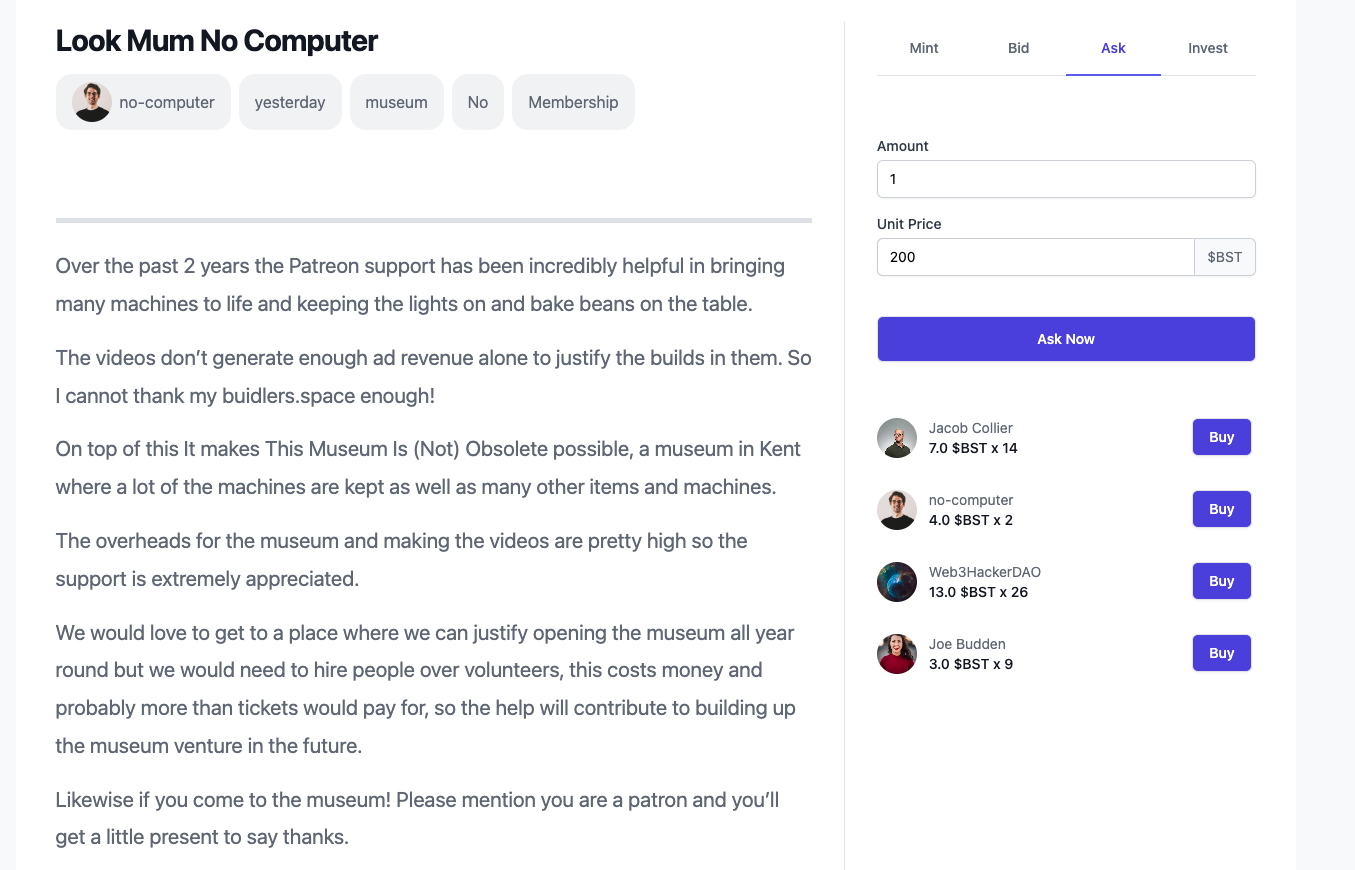 Look Mum No Computer
no-computer
yesterday
museum
No
Membership
Over the past 2 years the Patreon support has been incredibly helpful in bringing
many machines to life and keeping the lights on and bake beans on the table.
The videos don’t generate enough ad revenue alone to justify the builds in them. So
I cannot thank my buidlers.space enough!
On top of this It makes This Museum Is (Not) Obsolete possible, a museum in Kent
where a lot of the machines are kept as well as many other items and machines.
The overheads for the museum and making the videos are pretty high so the
support is extremely appreciated.
We would love to get to a place where we can justify opening the museum all year
round but we would need to hire people over volunteers, this costs money and
probably more than tickets would pay for, so the help will contribute to building up
the museum venture in the future.
Likewise if you come to the museum! Please mention you are a patron and you’ll
get a little present to say thanks.
Mint
Bid
Ask
Invest
Amount
1
Unit Price
200
$BST
Ask Now
Jacob Collier
7.0 $BST x 14
Buy
no-computer
4.0 $BST x 2
Buy
Web3HackerDAO
13.0 $BST x 26
Buy
Joe Budden
3.0 $BST x 9
Buy